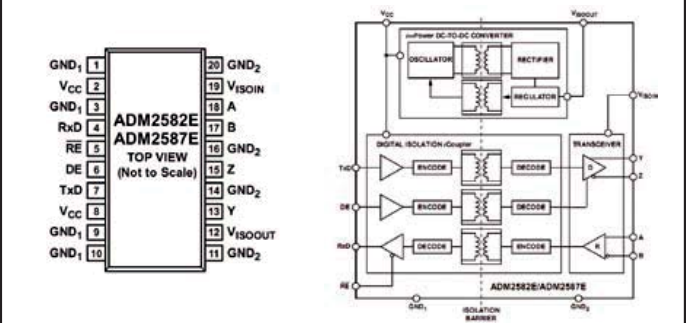 GND1 1
VCC 2
GND1 3
RxD 4
RE 5
DE 6
TxD 7
VCC 8
GND1 9
GND1 10
ADM2582E
ADM2587E
TOP VIEW
(Not to Scale)
20 GND2
19 VISOIN
18 A
17 B
16 GND2
15 Z
14 GND2
13 Y
12 VISOOUT
11 GND2
VCC
VISOOUT
isoPower DC-TO-DC CONVERTER
OSCILLATOR
RECTIFIER
REGULATOR
VISOIN
DIGITAL ISOLATION iCoupler
TRANSCEIVER
TxD
ENCODE
DECODE
D
Y
Z
DE
ENCODE
DECODE
RxD
DECODE
ENCODE
R
A
B
RE
ADM2582E/ADM2587E
GND1
ISOLATION
BARRIER
GND2